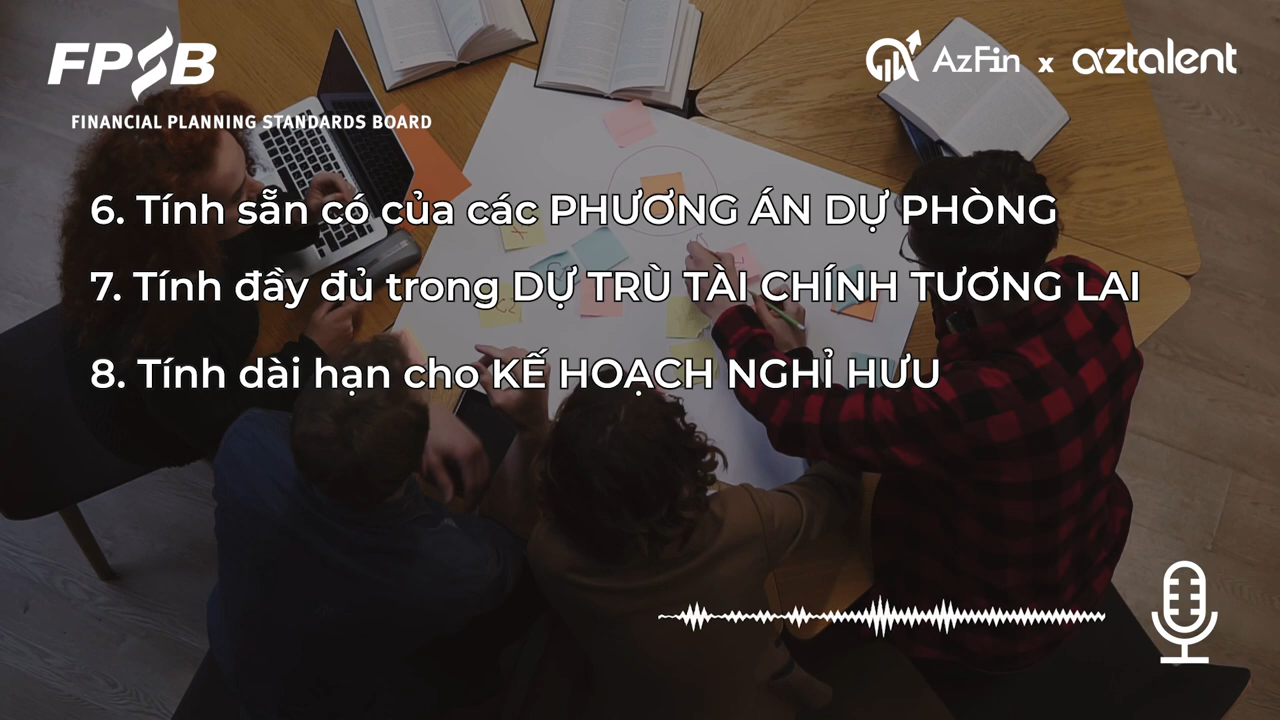 FPSB
FINANCIAL PLANNING STANDARDS BOARD
AzFin x aztalent
6. Tính sẵn có của các PHƯƠNG ÁN DỰ PHÒNG
7. Tính đầy đủ trong DỰ TRÙ TÀI CHÍNH TƯƠNG LAI
8. Tính dài hạn cho KẾ HOẠCH NGHỈ HƯU